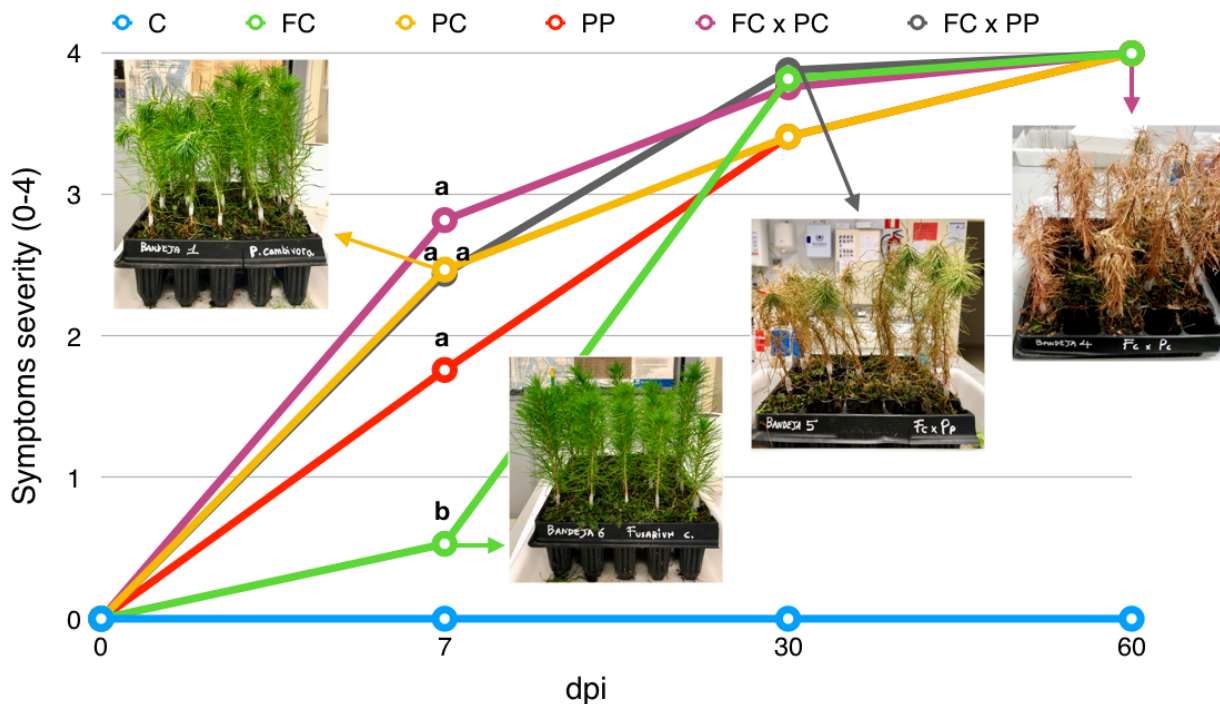 C FC PC PP FC x PC FC x PP
Symptoms severity (0-4)
4
3
2
1
0
a
a a
a
b
BANDEJA 1 P. cambivora
BANDEJA 6 FUSARIUM C.
BANDEJA 5 Fc x Pp
BANDEJA 4 Fc x Pc
0 7 30 60
dpi